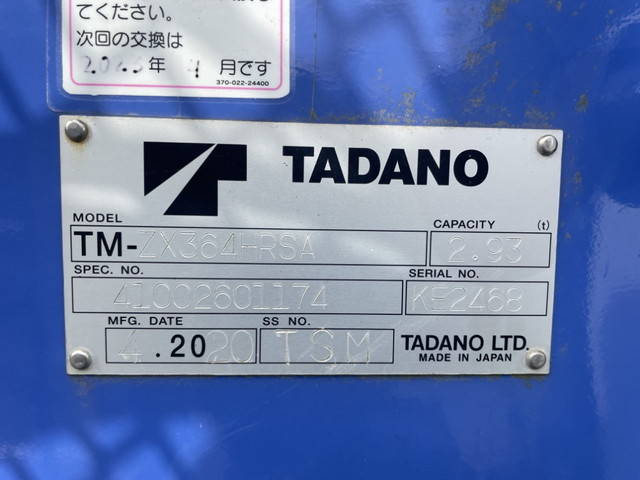 てください。
次回の交換は
年 4月です
370-022-24400
TADANO
MODEL
CAPACITY (t)
TM-ZX364HRSA 2.93
SPEC. NO. SERIAL NO.
41002601174 KE2468
MFG. DATE SS NO.
4.2020 TSM TADANO LTD.
MADE IN JAPAN